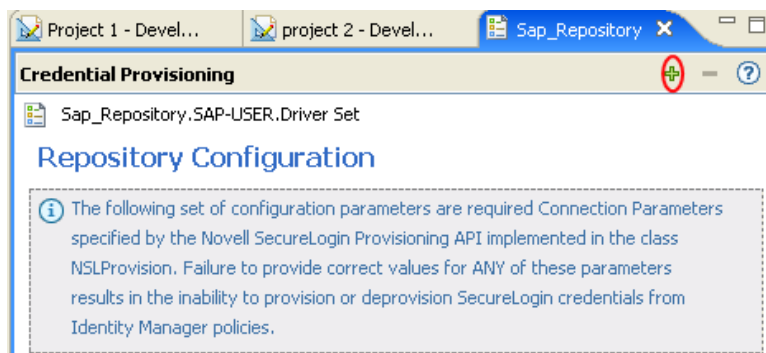 Project 1 - Devel... project 2 - Devel... Sap_Repository
Credential Provisioning
Sap_Repository.SAP-USER.Driver Set
Repository Configuration
The following set of configuration parameters are required Connection Parameters
specified by the Novell SecureLogin Provisioning API implemented in the class
NSLProvision. Failure to provide correct values for ANY of these parameters
results in the inability to provision or deprovision SecureLogin credentials from
Identity Manager policies.